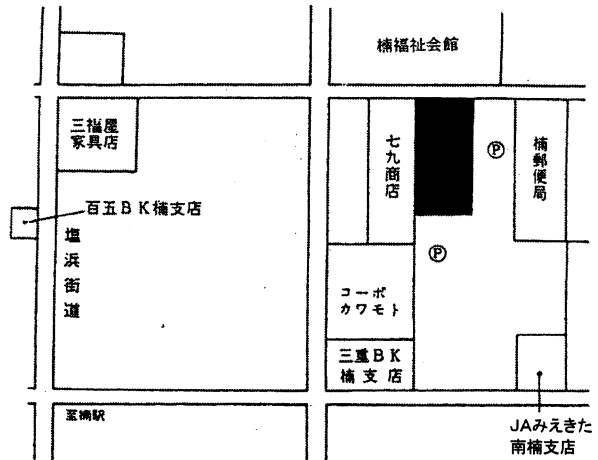 楠福祉会館
三福屋
家具店
七九商店
Ⓟ
楠郵便局
百五BK楠支店
塩浜街道
Ⓟ
コーポ
カワモト
三重BK
楠支店
至楠駅
JAみえきた
南楠支店